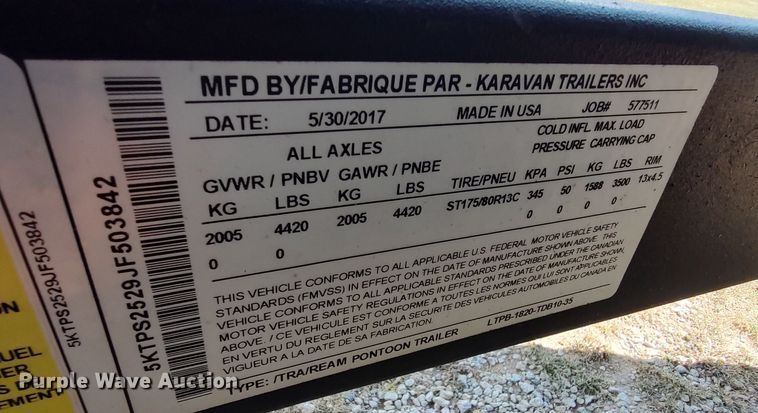 MFD BY/FABRIQUE PAR - KARAVAN TRAILERS INC
DATE: 5/30/2017 MADE IN USA JOB# 577511
COLD INFL. MAX. LOAD
ALL AXLES PRESSURE CARRYING CAP
GVWR / PNBV GAWR / PNBE TIRE/PNEU KPA PSI KG LBS RIM
KG LBS KG LBS
2005 4420 2005 4420 ST175/80R13C 345 50 1588 3500 13x4.5
0 0 0 0 0 0
THIS VEHICLE CONFORMS TO ALL APPLICABLE U.S. FEDERAL MOTOR VEHICLE SAFETY
STANDARDS (FMVSS) IN EFFECT ON THE DATE OF MANUFACTURE SHOWN ABOVE. THIS
VEHICLE CONFORMS TO ALL APPLICABLE STANDARDS PRESCRIBED UNDER THE CANADIAN
MOTOR VEHICLE SAFETY REGULATIONS IN EFFECT ON THE DATE OF MANUFACTURE SHOWN
ABOVE. / CE VEHICULE EST CONFORME A TOUTES LES NORMES QUI LUI SONT APPLICABLES
EN VERTU DU REGLEMENT SUR LA SECURITE DES VEHICULES AUTOMOBILES DU CANADA EN
VIGUEUR A LA DATE DE SA FABRICATION.
LTPB-1820-TDB10-35
TYPE: /TRA/REAM PONTOON TRAILER
5KTPS2529JF503842
5KTPS2529JF503842
ION
UEL
ER
S
EMENT
Purple Wave Auction